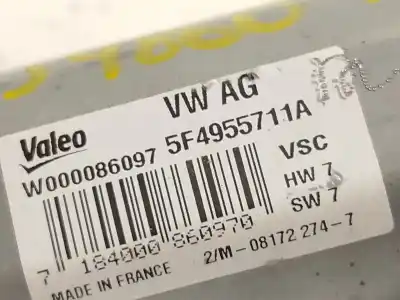 VW AG
Valeo
W000086097 5F4955711A
VSC
HW 7
SW 7
7 184000 860970
2/M-08172 274-7
MADE IN FRANCE